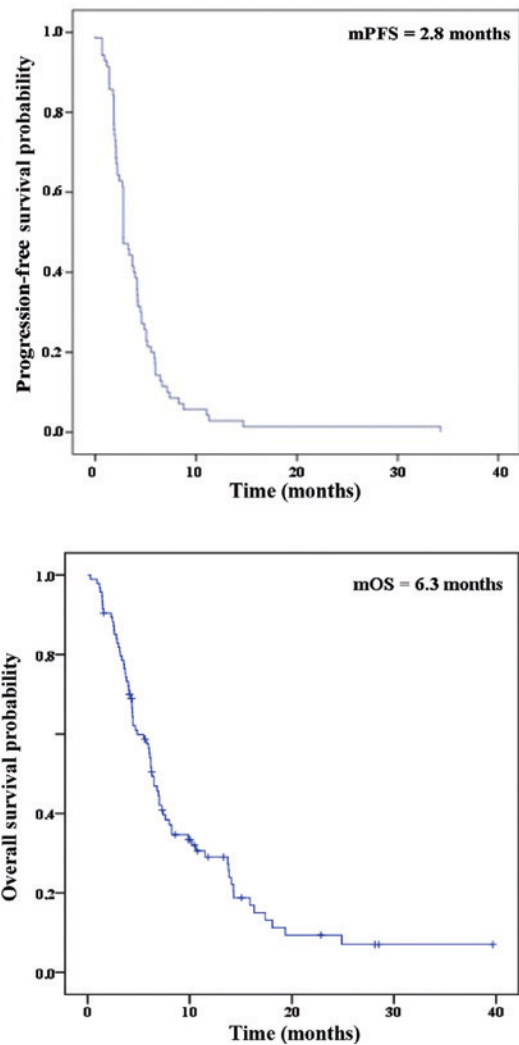 mPFS = 2.8 months
Progression-free survival probability
1.0
0.8
0.6
0.4
0.2
0.0
0 10 20 30 40
Time (months)
mOS = 6.3 months
Overall survival probability
1.0
0.8
0.4
0.2
0.0
0 10 20 30 40
Time (months)